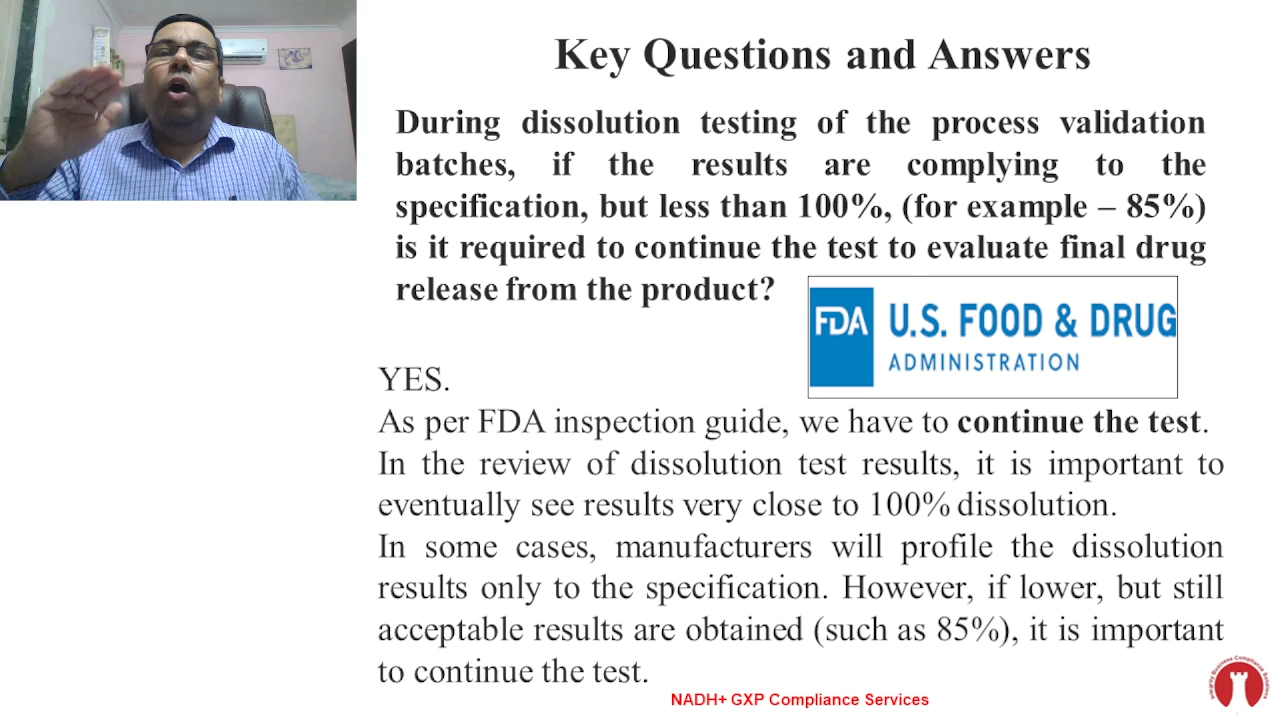 Key Questions and Answers
During dissolution testing of the process validation
batches, if the results are complying to the
specification, but less than 100%, (for example – 85%)
is it required to continue the test to evaluate final drug
release from the product?
FDA U.S. FOOD & DRUG
ADMINISTRATION
YES.
As per FDA inspection guide, we have to continue the test.
In the review of dissolution test results, it is important to
eventually see results very close to 100% dissolution.
In some cases, manufacturers will profile the dissolution
results only to the specification. However, if lower, but still
acceptable results are obtained (such as 85%), it is important
to continue the test.
NADH+ GXP Compliance Services
Integrity Business Compliance Solutions